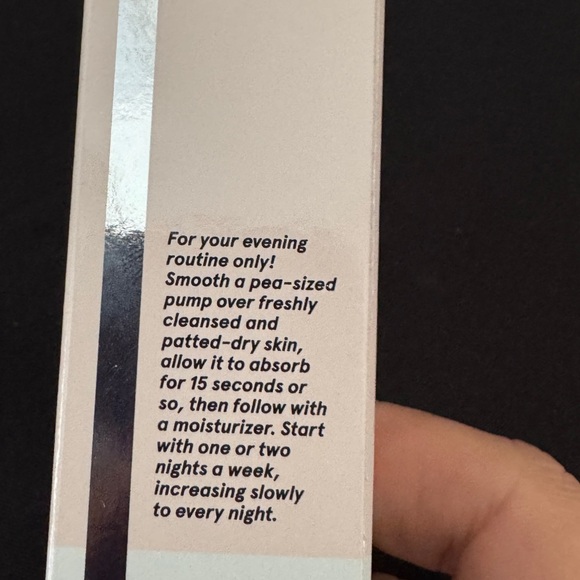 For your evening
routine only!
Smooth a pea-sized
pump over freshly
cleansed and
patted-dry skin,
allow it to absorb
for 15 seconds or
so, then follow with
a moisturizer. Start
with one or two
nights a week,
increasing slowly
to every night.